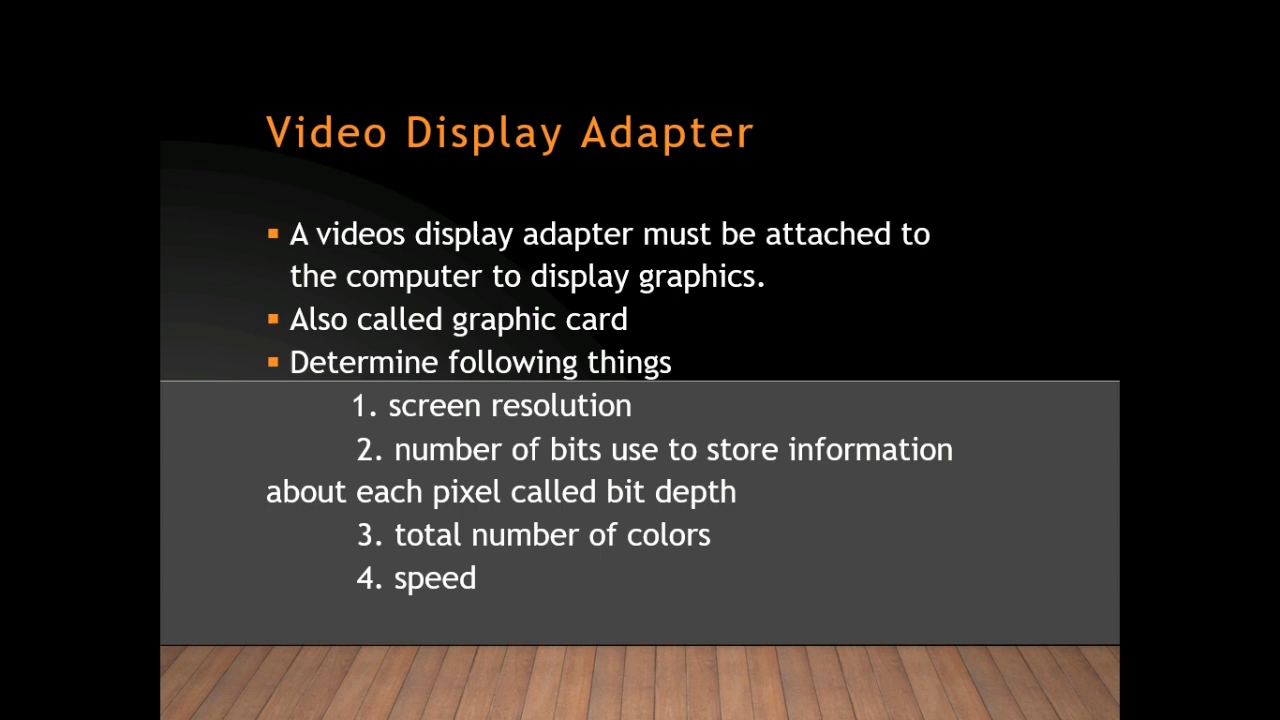 Video Display Adapter
▪ A videos display adapter must be attached to
the computer to display graphics.
▪ Also called graphic card
▪ Determine following things
1. screen resolution
2. number of bits use to store information
about each pixel called bit depth
3. total number of colors
4. speed